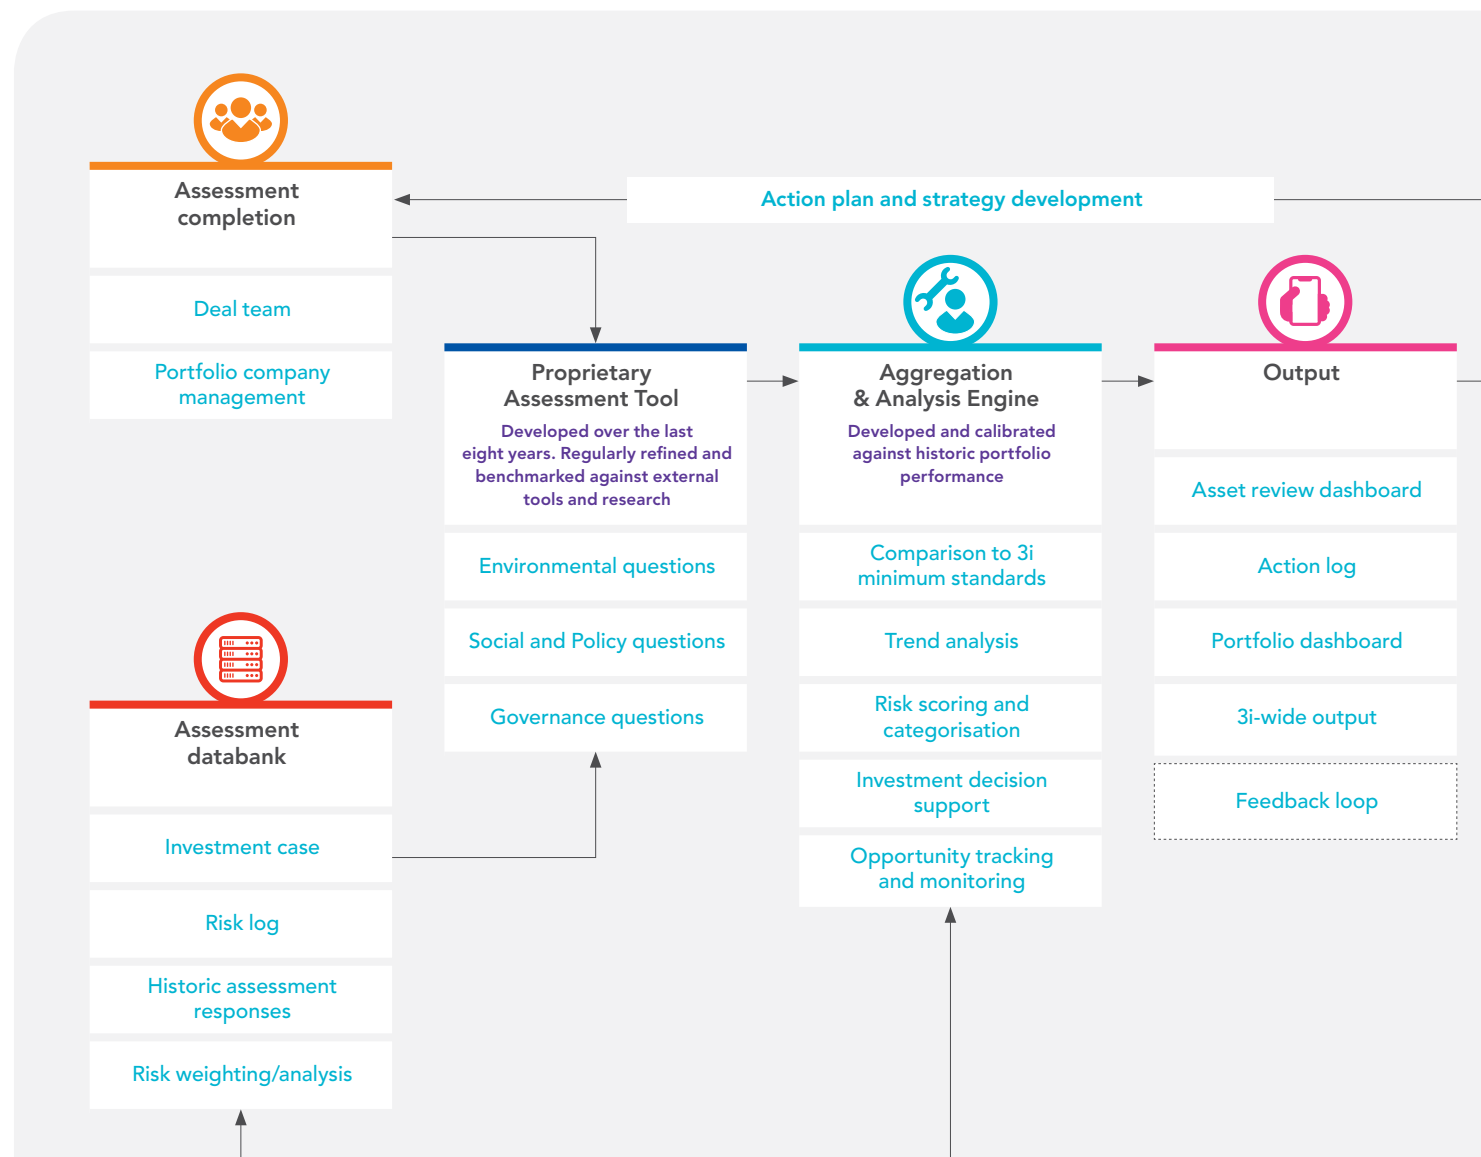 Assessment
completion
Deal team
Portfolio company
management
Action plan and strategy development
Proprietary
Assessment Tool
Developed over the last
eight years. Regularly refined and
benchmarked against external
tools and research
Environmental questions
Social and Policy questions
Governance questions
Aggregation
& Analysis Engine
Developed and calibrated
against historic portfolio
performance
Comparison to 3i
minimum standards
Trend analysis
Risk scoring and
categorisation
Investment decision
support
Opportunity tracking
and monitoring
Output
Asset review dashboard
Action log
Portfolio dashboard
3i-wide output
Feedback loop
Assessment
databank
Investment case
Risk log
Historic assessment
responses
Risk weighting/analysis